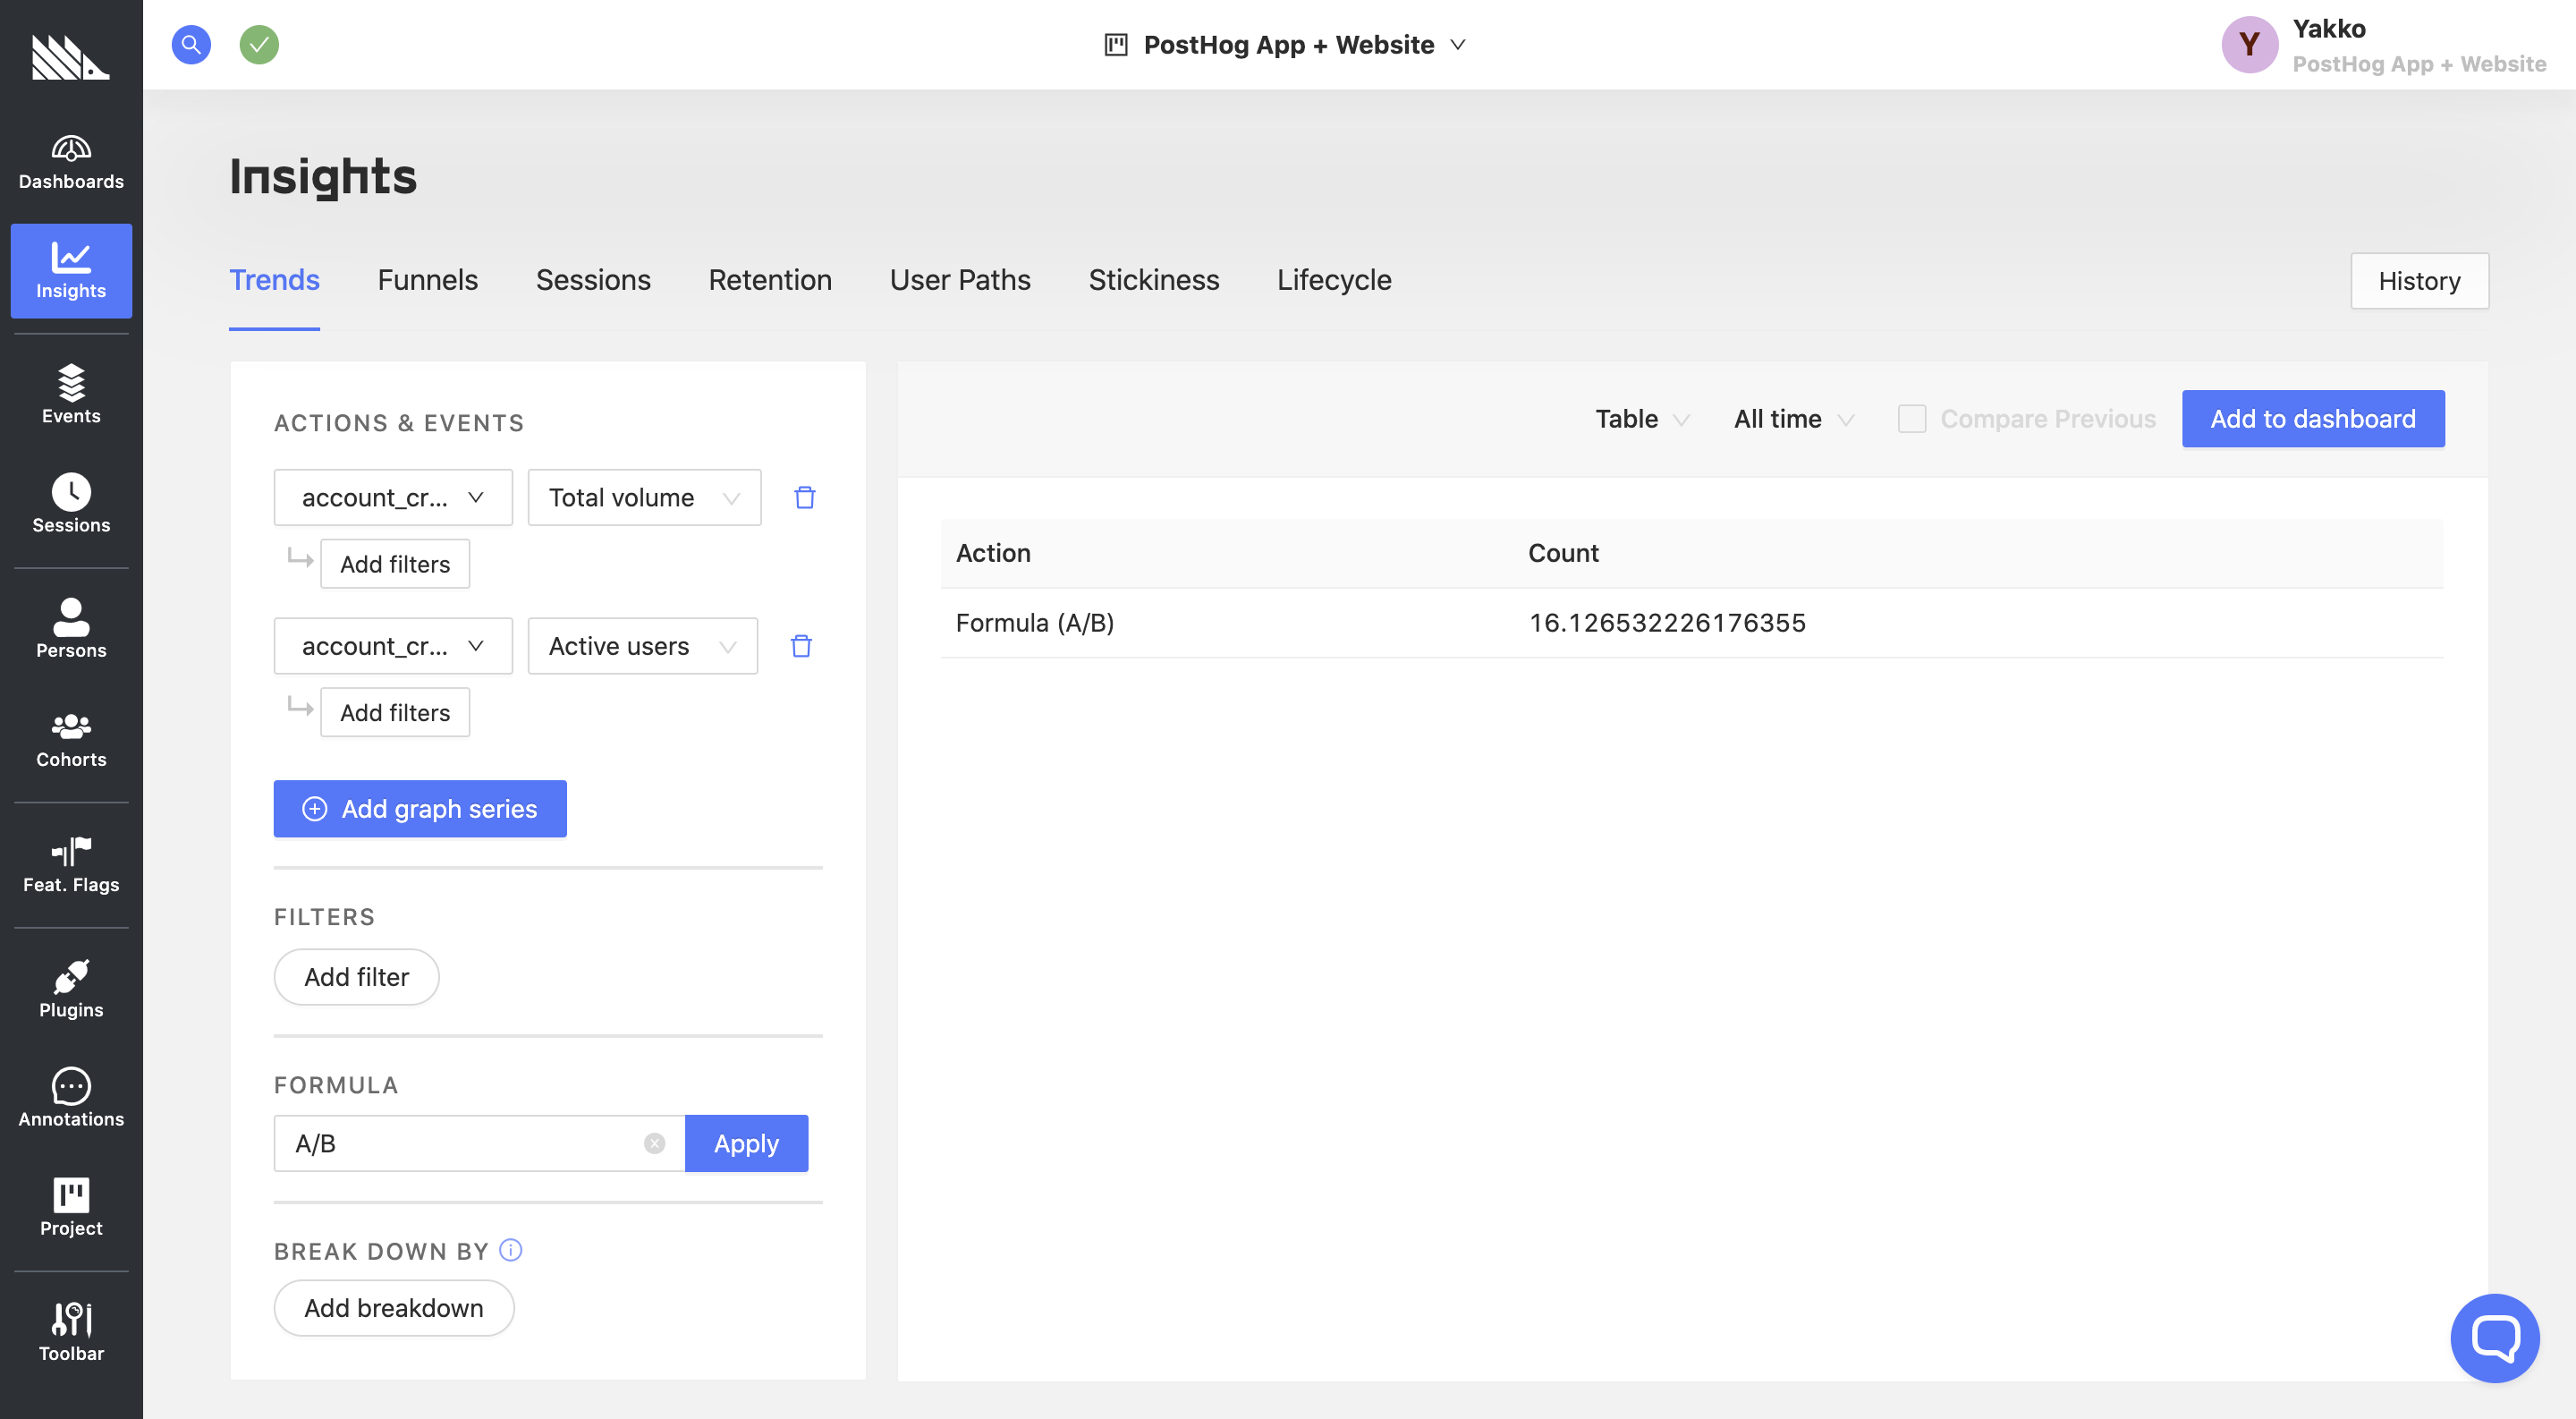 PostHog App + Website
Yakko
PostHog App + Website
Y
Dashboards
Insights
Events
Sessions
Persons
Cohorts
Feat. Flags
Plugins
Annotations
Project
Toolbar
Insights
Trends Funnels Sessions Retention User Paths Stickiness Lifecycle
History
ACTIONS & EVENTS
account_cr... Total volume
Add filters
account_cr... Active users
Add filters
Add graph series
FILTERS
Add filter
FORMULA
A/B Apply
BREAK DOWN BY
Add breakdown
Table All time Compare Previous Add to dashboard
Action Count
Formula (A/B) 16.126532226176355